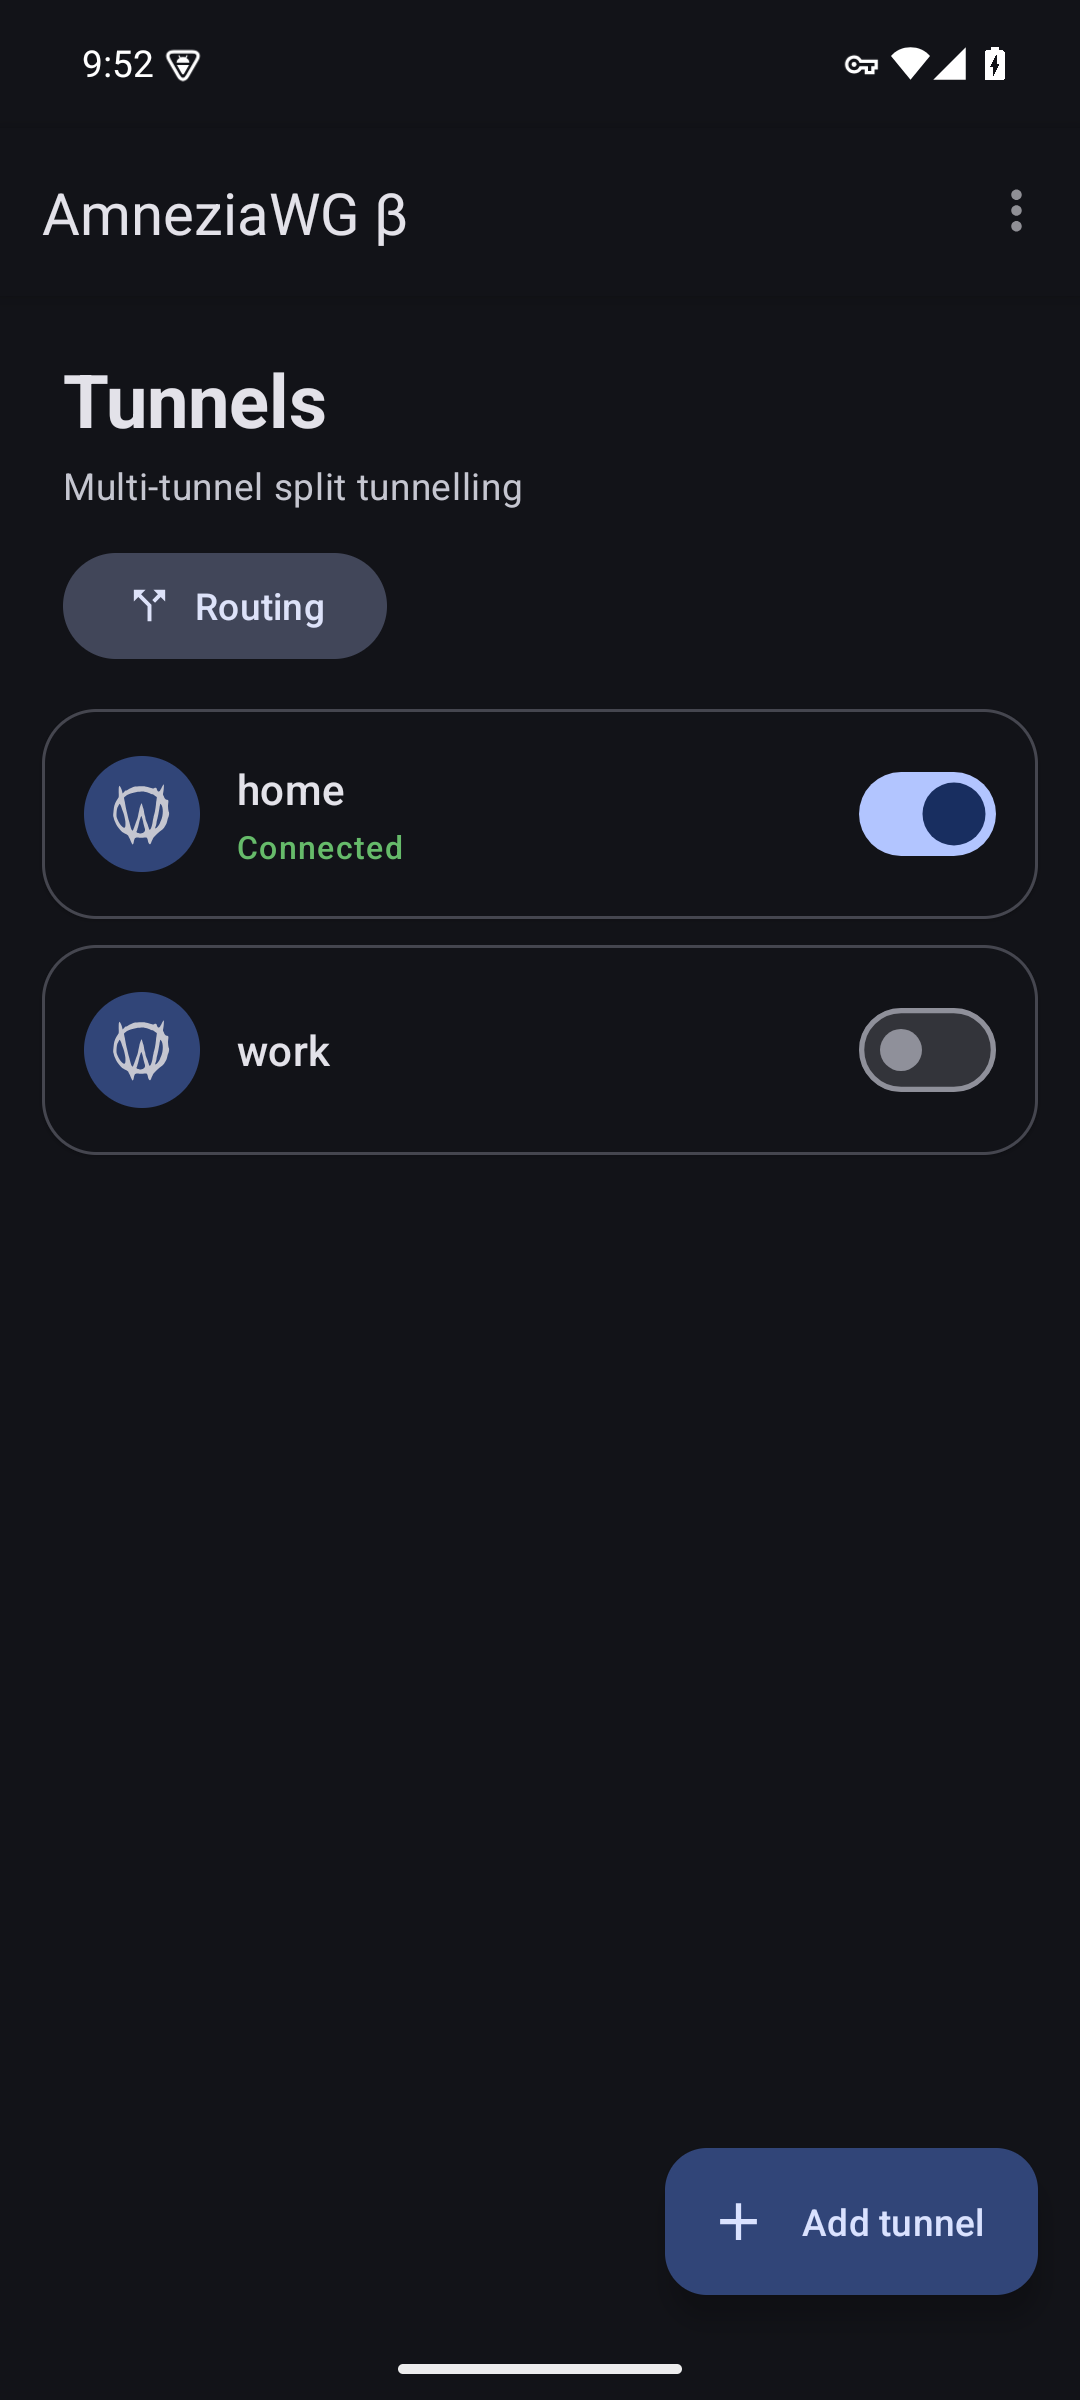 9:52
AmneziaWG β
Tunnels
Multi-tunnel split tunnelling
Routing
home
Connected
work
Add tunnel